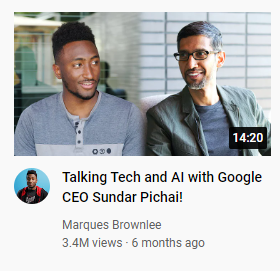 14:20
Talking Tech and AI with Google
CEO Sundar Pichai!
Marques Brownlee
3.4M views · 6 months ago